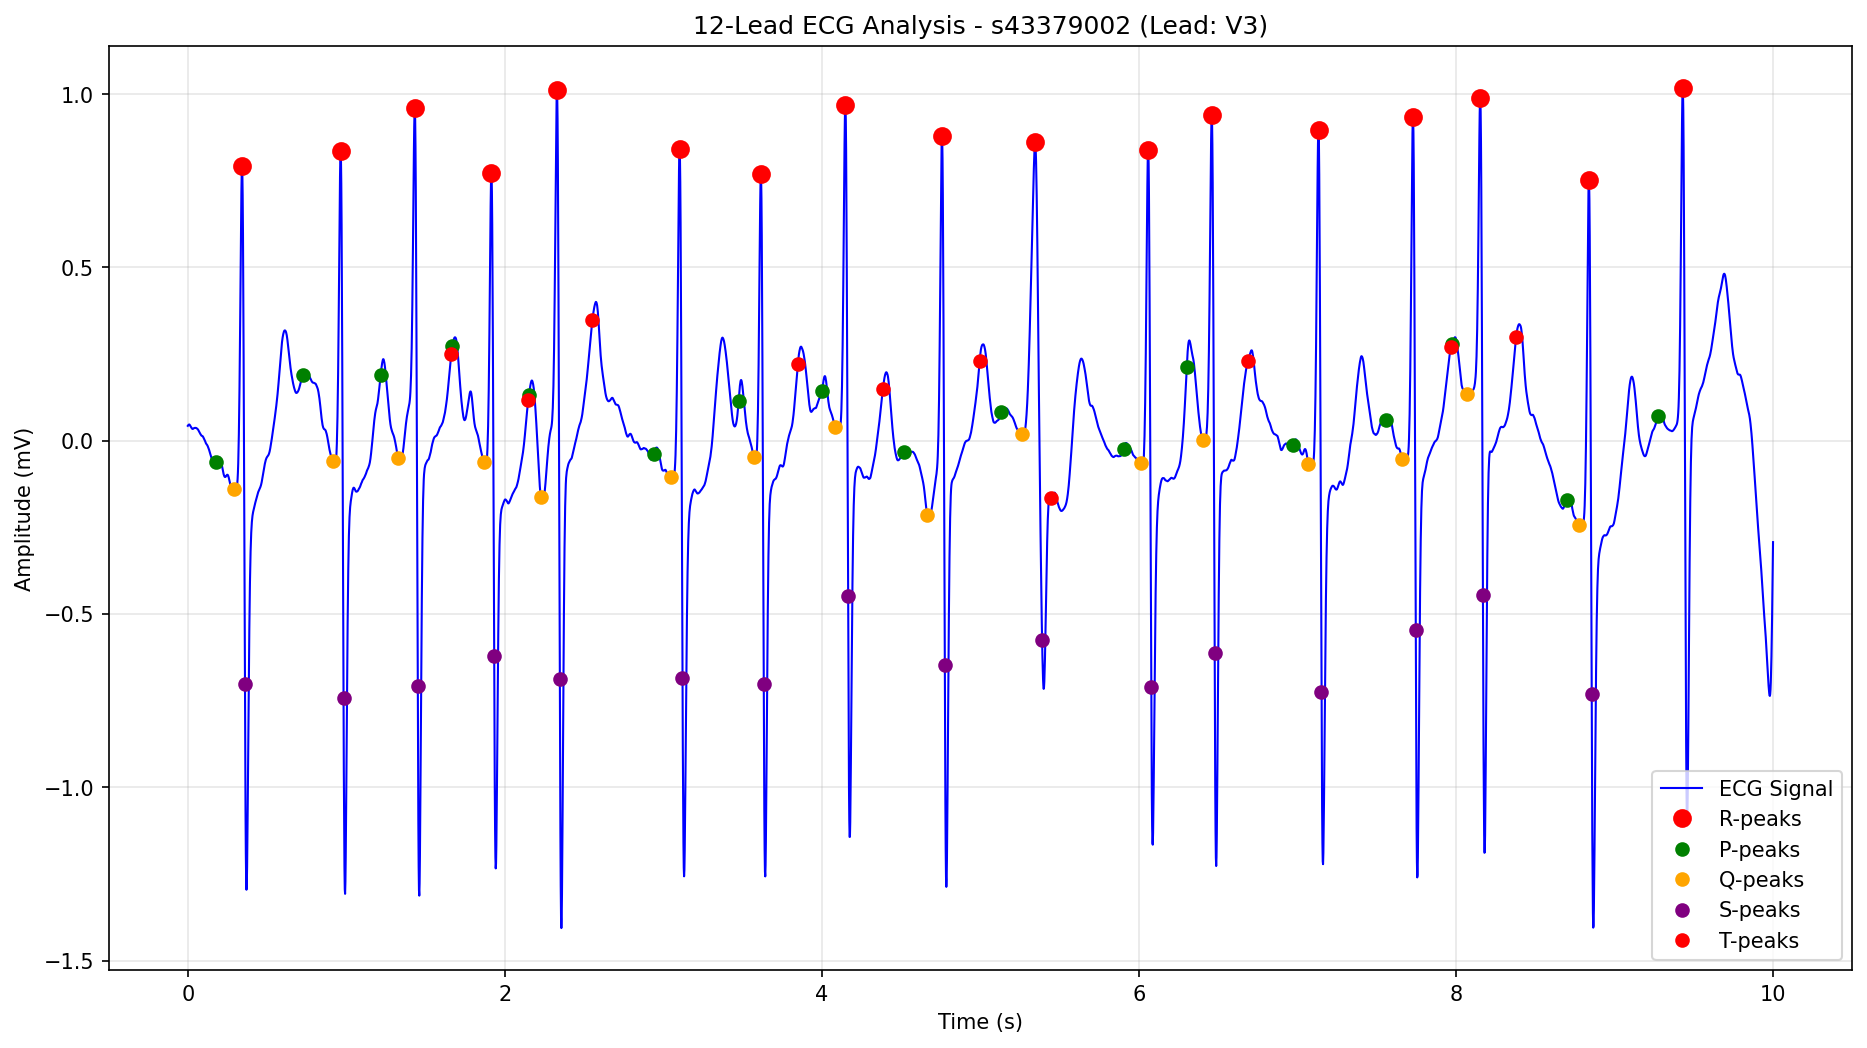 12-Lead ECG Analysis - s43379002 (Lead: V3)
Amplitude (mV)
1.0
0.5
0.0
−0.5
−1.0
−1.5
0 2 4 6 8 10
Time (s)
ECG Signal
R-peaks
P-peaks
Q-peaks
S-peaks
T-peaks